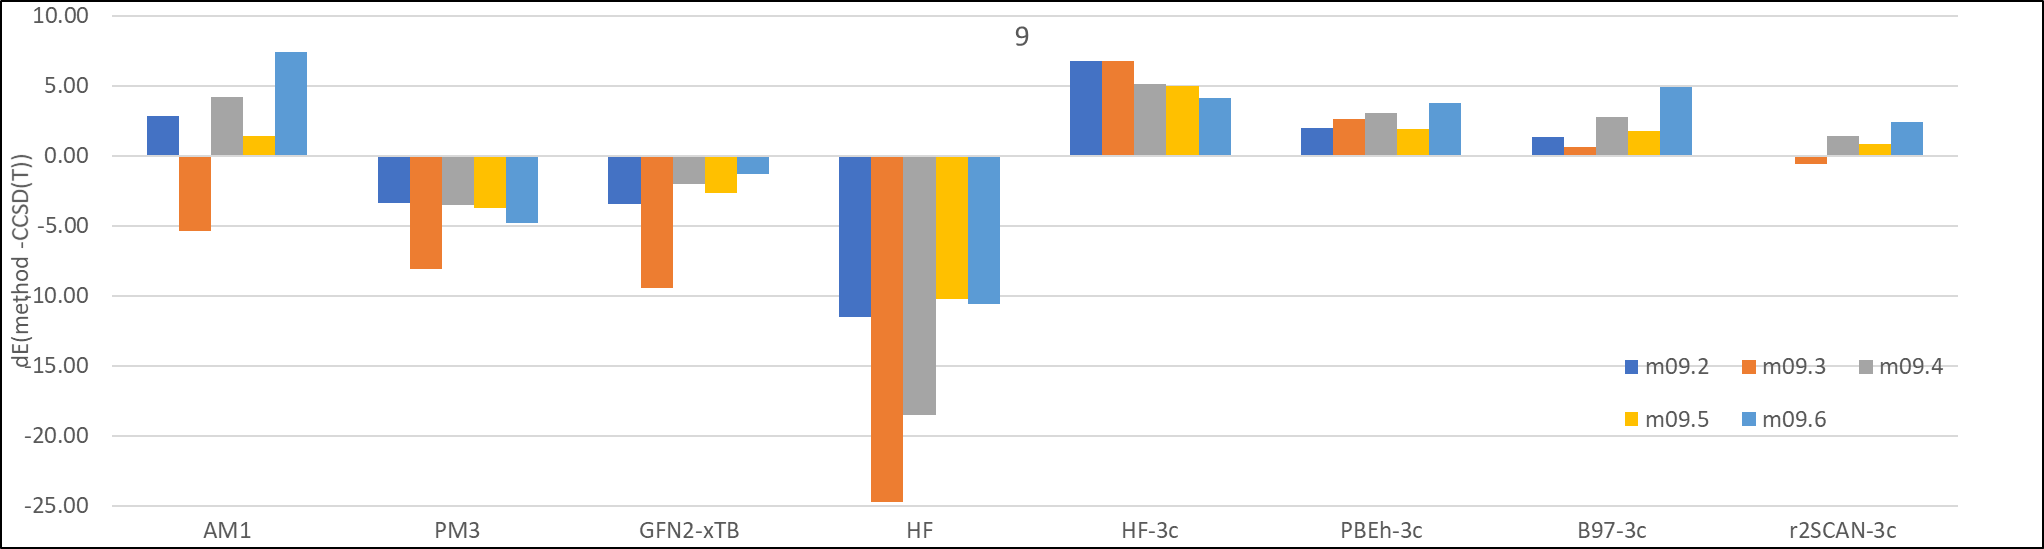 9
10.00
5.00
0.00
-5.00
-10.00
-15.00
-20.00
-25.00
dE(method -CCSD(T))
AM1 PM3 GFN2-xTB HF HF-3c PBEh-3c B97-3c r2SCAN-3c
m09.2 m09.3 m09.4
m09.5 m09.6